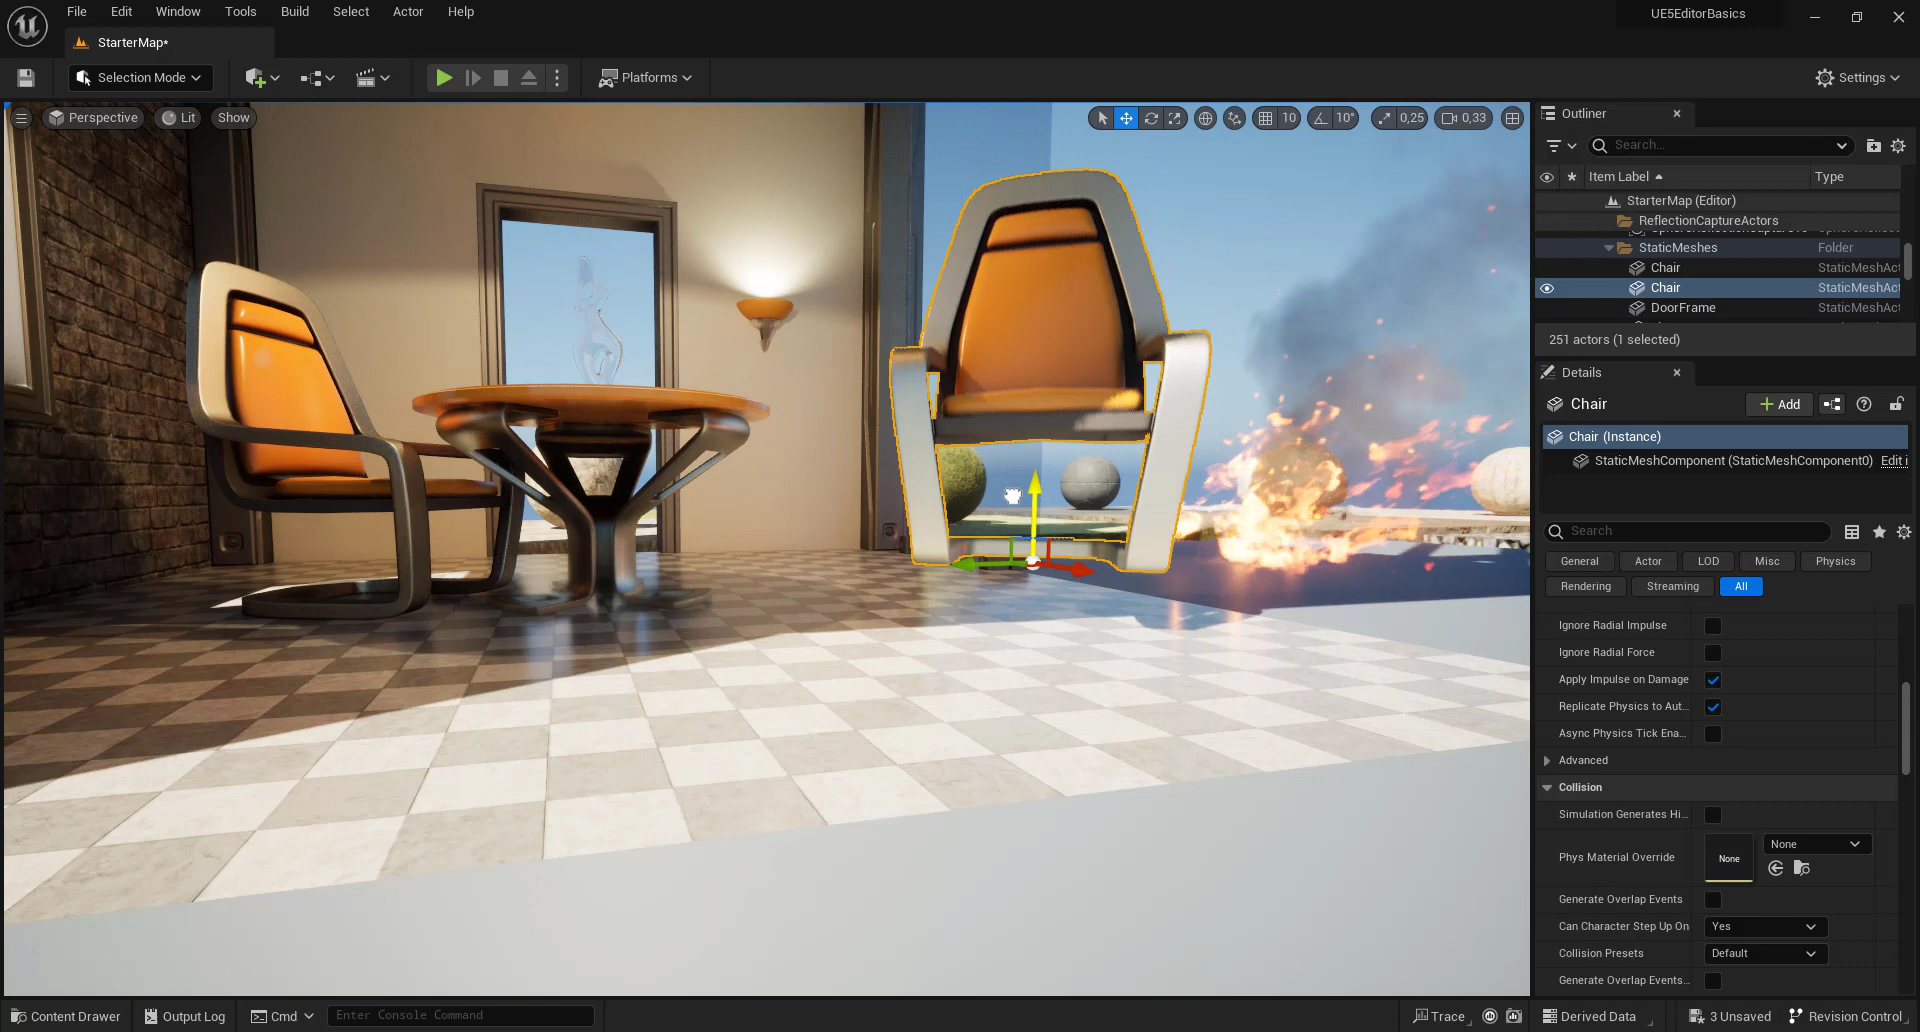 File Edit Window Tools Build Select Actor Help
UE5EditorBasics
StarterMap*
Selection Mode
Platforms
Settings
Perspective Lit Show
10 10° 0,25 0,33
Outliner
Search...
Item Label Type
StarterMap (Editor)
ReflectionCaptureActors
StaticMeshes Folder
Chair StaticMeshAct
Chair StaticMeshAct
DoorFrame StaticMeshAct
251 actors (1 selected)
Details
Chair
Add
Chair (Instance)
StaticMeshComponent (StaticMeshComponent0) Edit i
Search
General Actor LOD Misc Physics
Rendering Streaming All
Ignore Radial Impulse
Ignore Radial Force
Apply Impulse on Damage
Replicate Physics to Aut...
Async Physics Tick Ena...
Advanced
Collision
Simulation Generates Hi...
None
Phys Material Override None
Generate Overlap Events
Can Character Step Up On Yes
Collision Presets Default
Generate Overlap Events...
Content Drawer Output Log Cmd Enter Console Command Trace Derived Data 3 Unsaved Revision Control